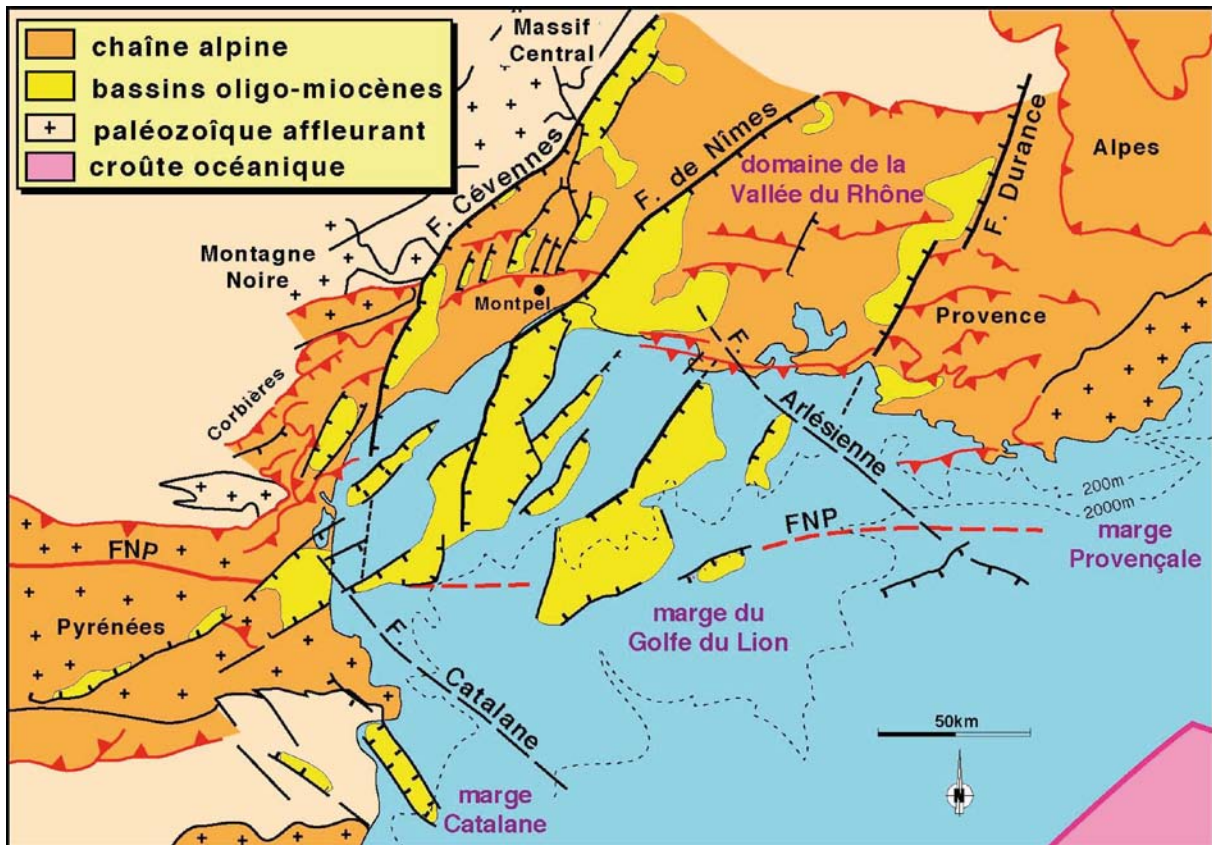 chaîne alpine
bassins oligo-miocènes
paléozoîque affleurant
croûte océanique
Massif
Central
F. Cévennes
F. de Nîmes
domaine de la
Vallée du Rhône
F. Durance
Alpes
Montagne
Noire
Montpel
Provence
Corbières
F. Arlésienne
200m
2000m
FNP
marge
Provençale
FNP
Pyrénées
marge du
Golfe du Lion
F. Catalane
50km
N
marge
Catalane